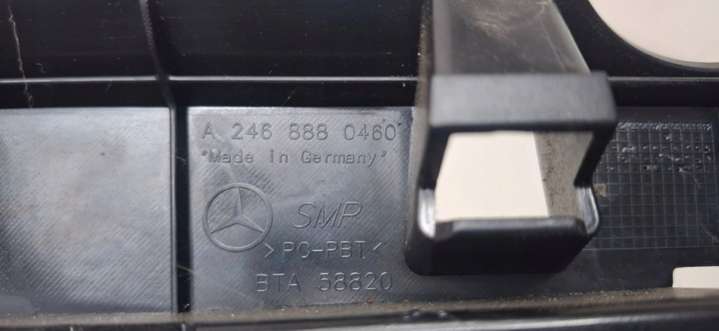 A 246 888 0460
"Made in Germany"
SMP
>PC-PBT<
BTA 58820